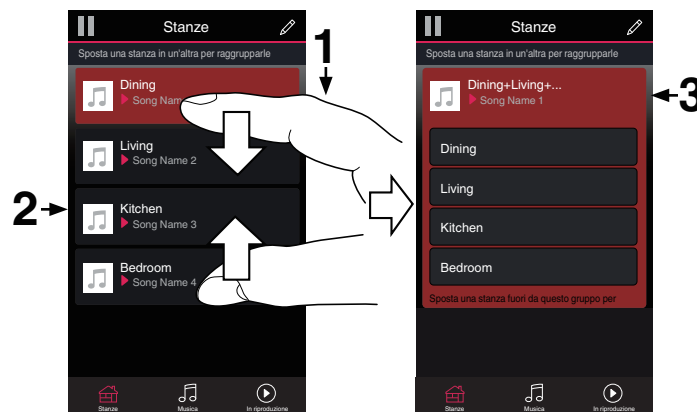 Stanze
Sposta una stanza in un'altra per raggrupparle
1
Dining
Song Nam
Living
Song Name 2
2
Kitchen
Song Name 3
Bedroom
Song Name 4
Stanze
Musica
In riproduzione
Stanze
Sposta una stanza in un'altra per raggrupparle
Dining+Living+...
Song Name 1
3
Dining
Living
Kitchen
Bedroom
Sposta una stanza fuori da questo gruppo per
Stanze
Musica
In riproduzione